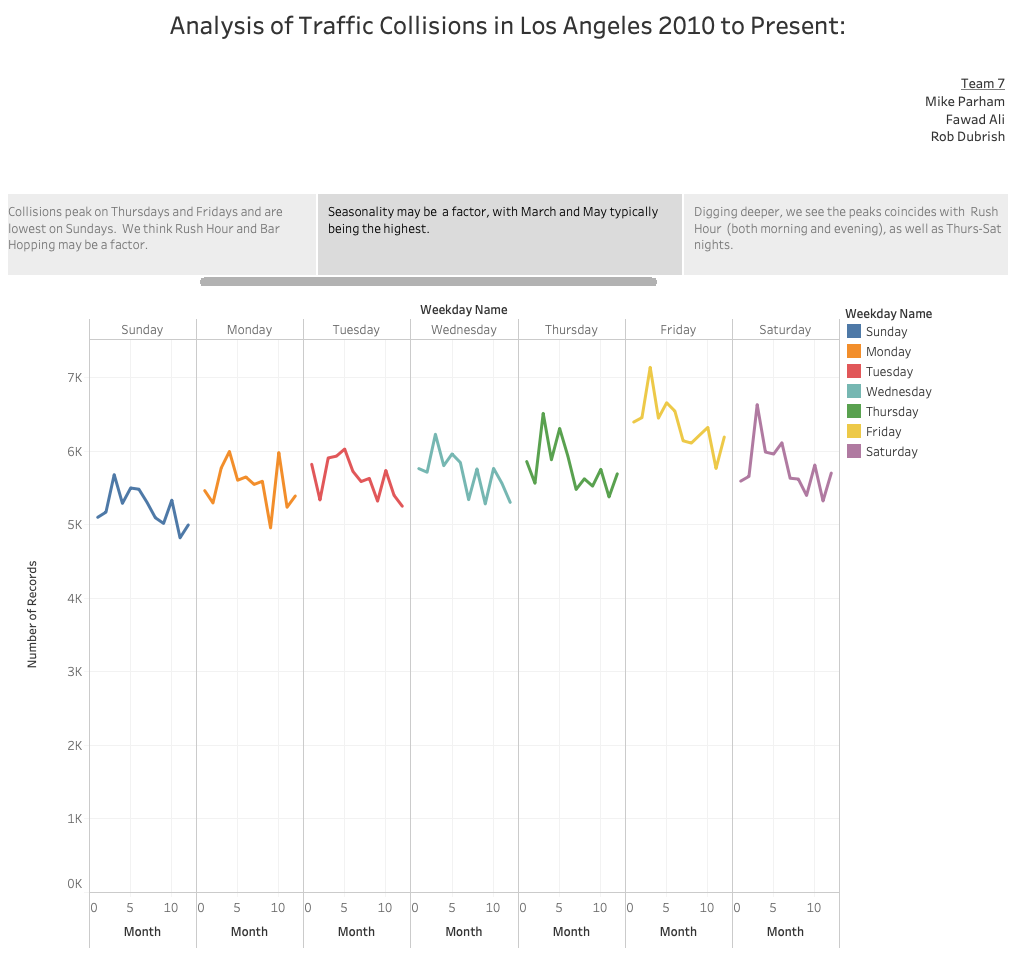 Analysis of Traffic Collisions in Los Angeles 2010 to Present:
Team 7
Mike Parham
Fawad Ali
Rob Dubrish
Collisions peak on Thursdays and Fridays and are
lowest on Sundays.  We think Rush Hour and Bar
Hopping may be a factor.
Seasonality may be  a factor, with March and May typically
being the highest.
Digging deeper, we see the peaks coincides with  Rush
Hour  (both morning and evening), as well as Thurs-Sat
nights.
Weekday Name
Sunday Monday Tuesday Wednesday Thursday Friday Saturday
7K
6K
5K
4K
3K
2K
1K
0K
Number of Records
0 5 10 0 5 10 0 5 10 0 5 10 0 5 10 0 5 10 0 5 10
Month Month Month Month Month Month Month
Weekday Name
Sunday
Monday
Tuesday
Wednesday
Thursday
Friday
Saturday